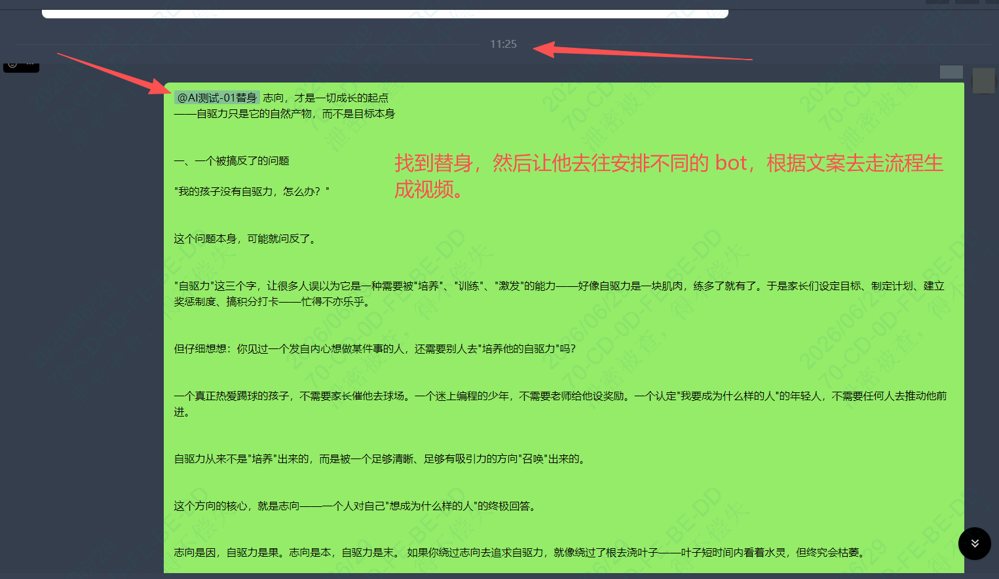 11:25
@AI测试-01替身 志向，才是一切成长的起点
——自驱力只是它的自然产物，而不是目标本身
一、一个被搞反了的问题
找到替身，然后让他去往安排不同的 bot，根据文案去走流程生
成视频。
"我的孩子没有自驱力，怎么办？"
这个问题本身，可能就问反了。
"自驱力"这三个字，让很多人误以为它是一种需要被"培养"、"训练"、"激发"的能力——好像自驱力是一块肌肉，练多了就有了。于是家长们设定目标、制定计划、建立
奖惩制度、搞积分打卡——忙得不亦乐乎。
但仔细想想：你见过一个发自内心想做某件事的人，还需要别人去"培养他的自驱力"吗？
一个真正热爱踢球的孩子，不需要家长催他去球场。一个迷上编程的少年，不需要老师给他设奖励。一个认定"我要成为什么样的人"的年轻人，不需要任何人去推动他前
进。
自驱力从来不是"培养"出来的，而是被一个足够清晰、足够有吸引力的方向"召唤"出来的。
这个方向的核心，就是志向——一个人对自己"想成为什么样的人"的终极回答。
志向是因，自驱力是果。志向是本，自驱力是末。 如果你绕过志向去追求自驱力，就像绕过了根去浇叶子——叶子短时间内看着水灵，但终究会枯萎。
2026/06/29
70-CD-0D-FE-BE-DD
泄密被查，得不偿失